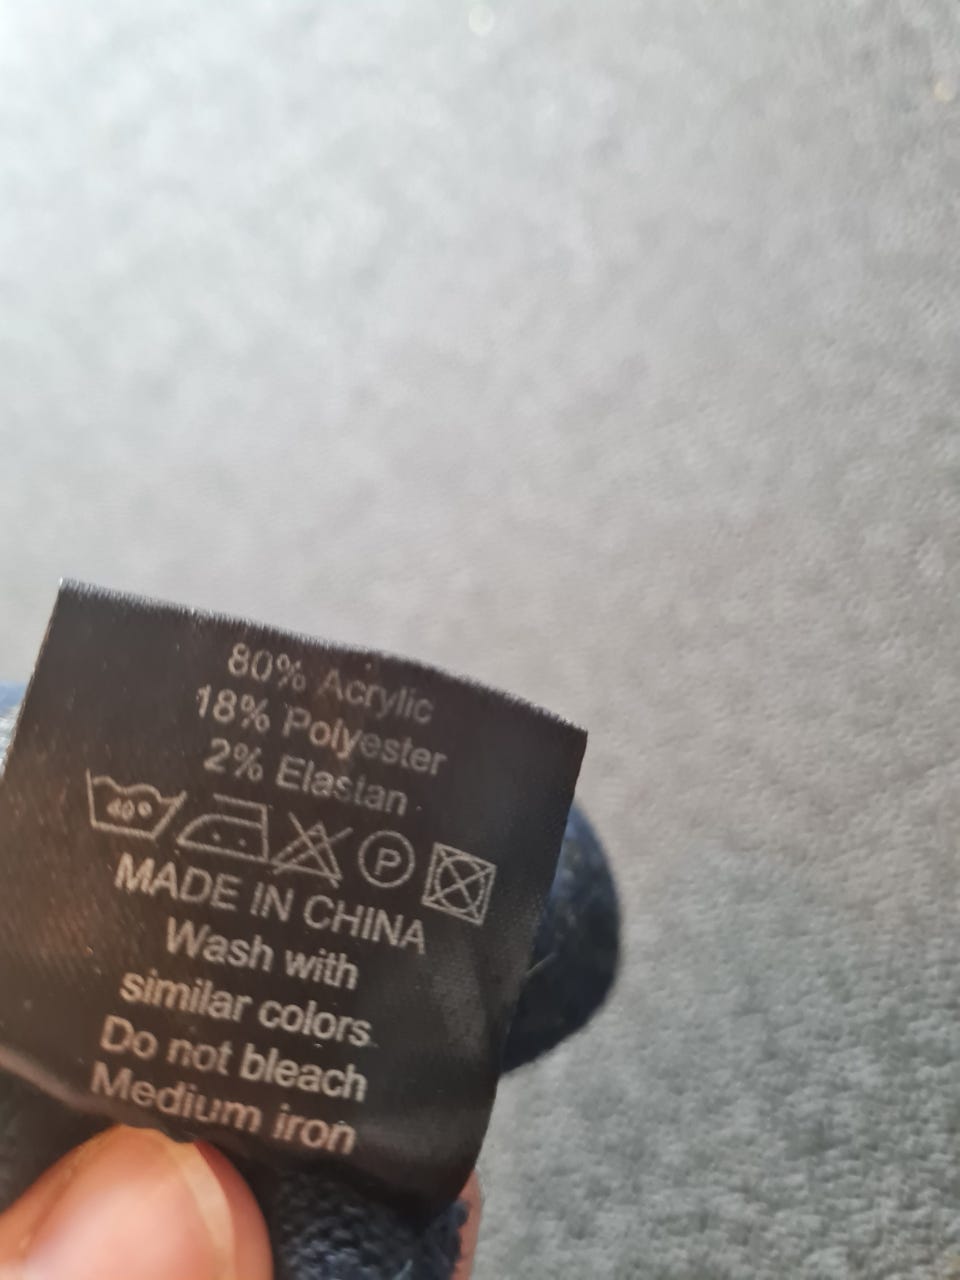 80% Acrylic
18% Polyester
2% Elastan
40° P
MADE IN CHINA
Wash with
similar colors
Do not bleach
Medium iron